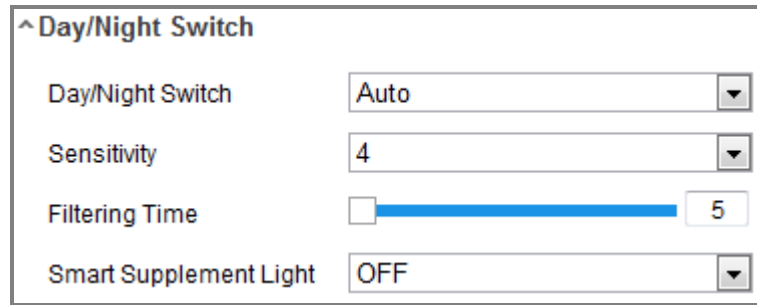 Day/Night Switch
Day/Night Switch Auto
Sensitivity 4
Filtering Time 5
Smart Supplement Light OFF